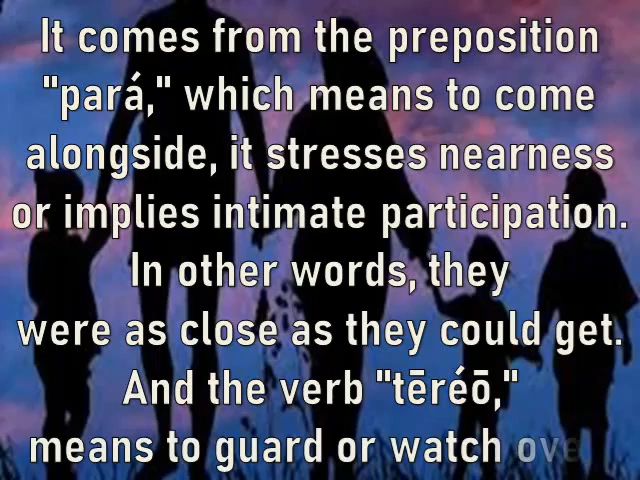 It comes from the preposition
"pará," which means to come
alongside, it stresses nearness
or implies intimate participation.
In other words, they
were as close as they could get.
And the verb "tēréō,"
means to guard or watch ove